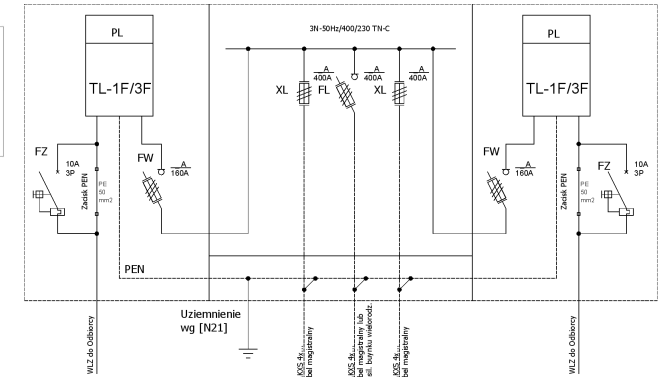 PL
TL-1F/3F
FZ
10A
3P
Zacisk PEN
PE
50
mm2
FW
A
160A
PEN
WLZ do Odbiorcy
3N-50Hz/400/230 TN-C
XL
A
400A
FL
A
400A
XL
A
400A
Uziemnienie
wg [N21]
bel magistralny
bel magistralny lub
sil. buynku wielorodz.
bel magistralny
PL
TL-1F/3F
FW
A
160A
FZ
10A
3P
Zacisk PEN
PE
50
mm2
WLZ do Odbiorcy